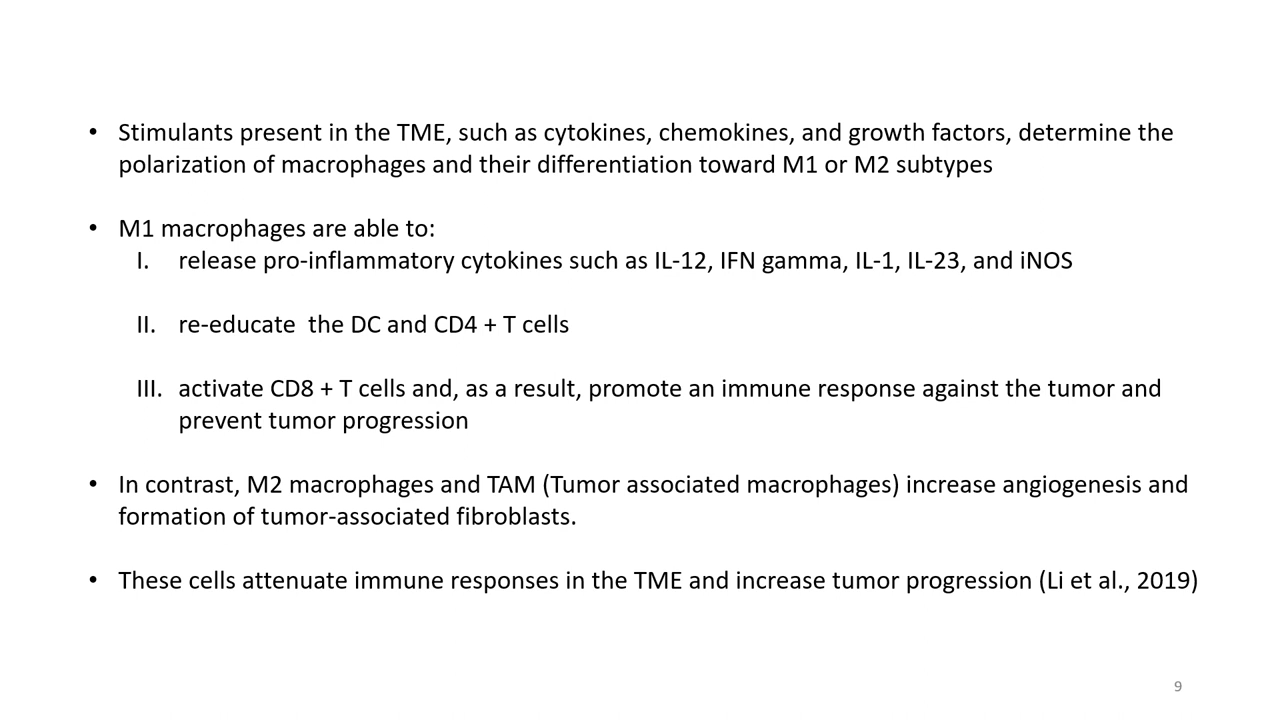 • Stimulants present in the TME, such as cytokines, chemokines, and growth factors, determine the
polarization of macrophages and their differentiation toward M1 or M2 subtypes
• M1 macrophages are able to:
I. release pro-inflammatory cytokines such as IL-12, IFN gamma, IL-1, IL-23, and iNOS
II. re-educate  the DC and CD4 + T cells
III. activate CD8 + T cells and, as a result, promote an immune response against the tumor and
prevent tumor progression
• In contrast, M2 macrophages and TAM (Tumor associated macrophages) increase angiogenesis and
formation of tumor-associated fibroblasts.
• These cells attenuate immune responses in the TME and increase tumor progression (Li et al., 2019)
9